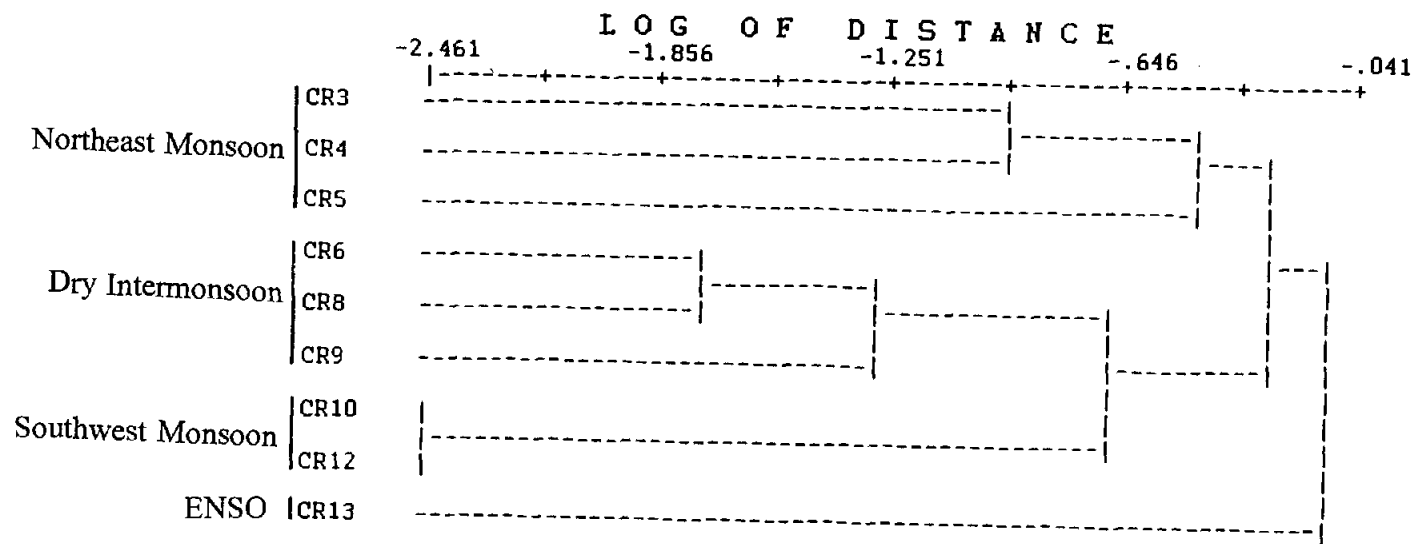 LOG OF DISTANCE
-2.461 -1.856 -1.251 -.646 -.041
CR3
Northeast Monsoon CR4
CR5
CR6
Dry Intermonsoon CR8
CR9
CR10
Southwest Monsoon
CR12
ENSO CR13